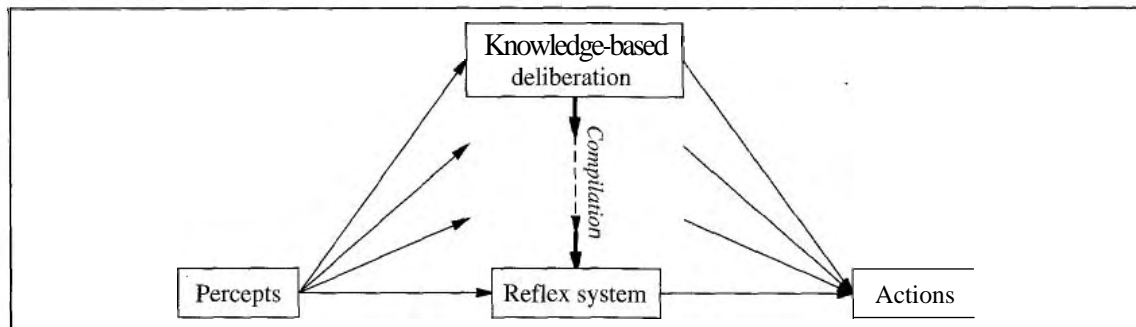 Knowledge-based
deliberation
Compilation
Percepts
Reflex system
Actions